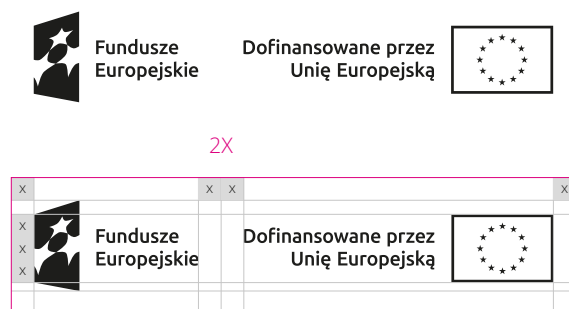 Fundusze
Europejskie
Dofinansowane przez
Unię Europejską
2X
x x x x
x
Fundusze
Europejskie
x
x
Dofinansowane przez
Unię Europejską